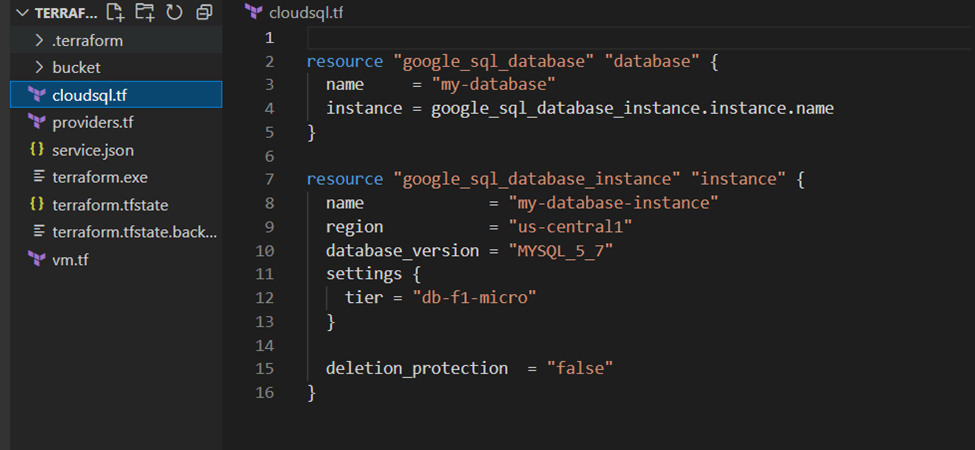 TERRAF...
.terraform
bucket
cloudsql.tf
providers.tf
service.json
terraform.exe
terraform.tfstate
terraform.tfstate.back...
vm.tf
cloudsql.tf
1
2 resource "google_sql_database" "database" {
3   name     = "my-database"
4   instance = google_sql_database_instance.instance.name
5 }
6
7 resource "google_sql_database_instance" "instance" {
8   name             = "my-database-instance"
9   region           = "us-central1"
10   database_version = "MYSQL_5_7"
11   settings {
12     tier = "db-f1-micro"
13   }
14
15   deletion_protection  = "false"
16 }